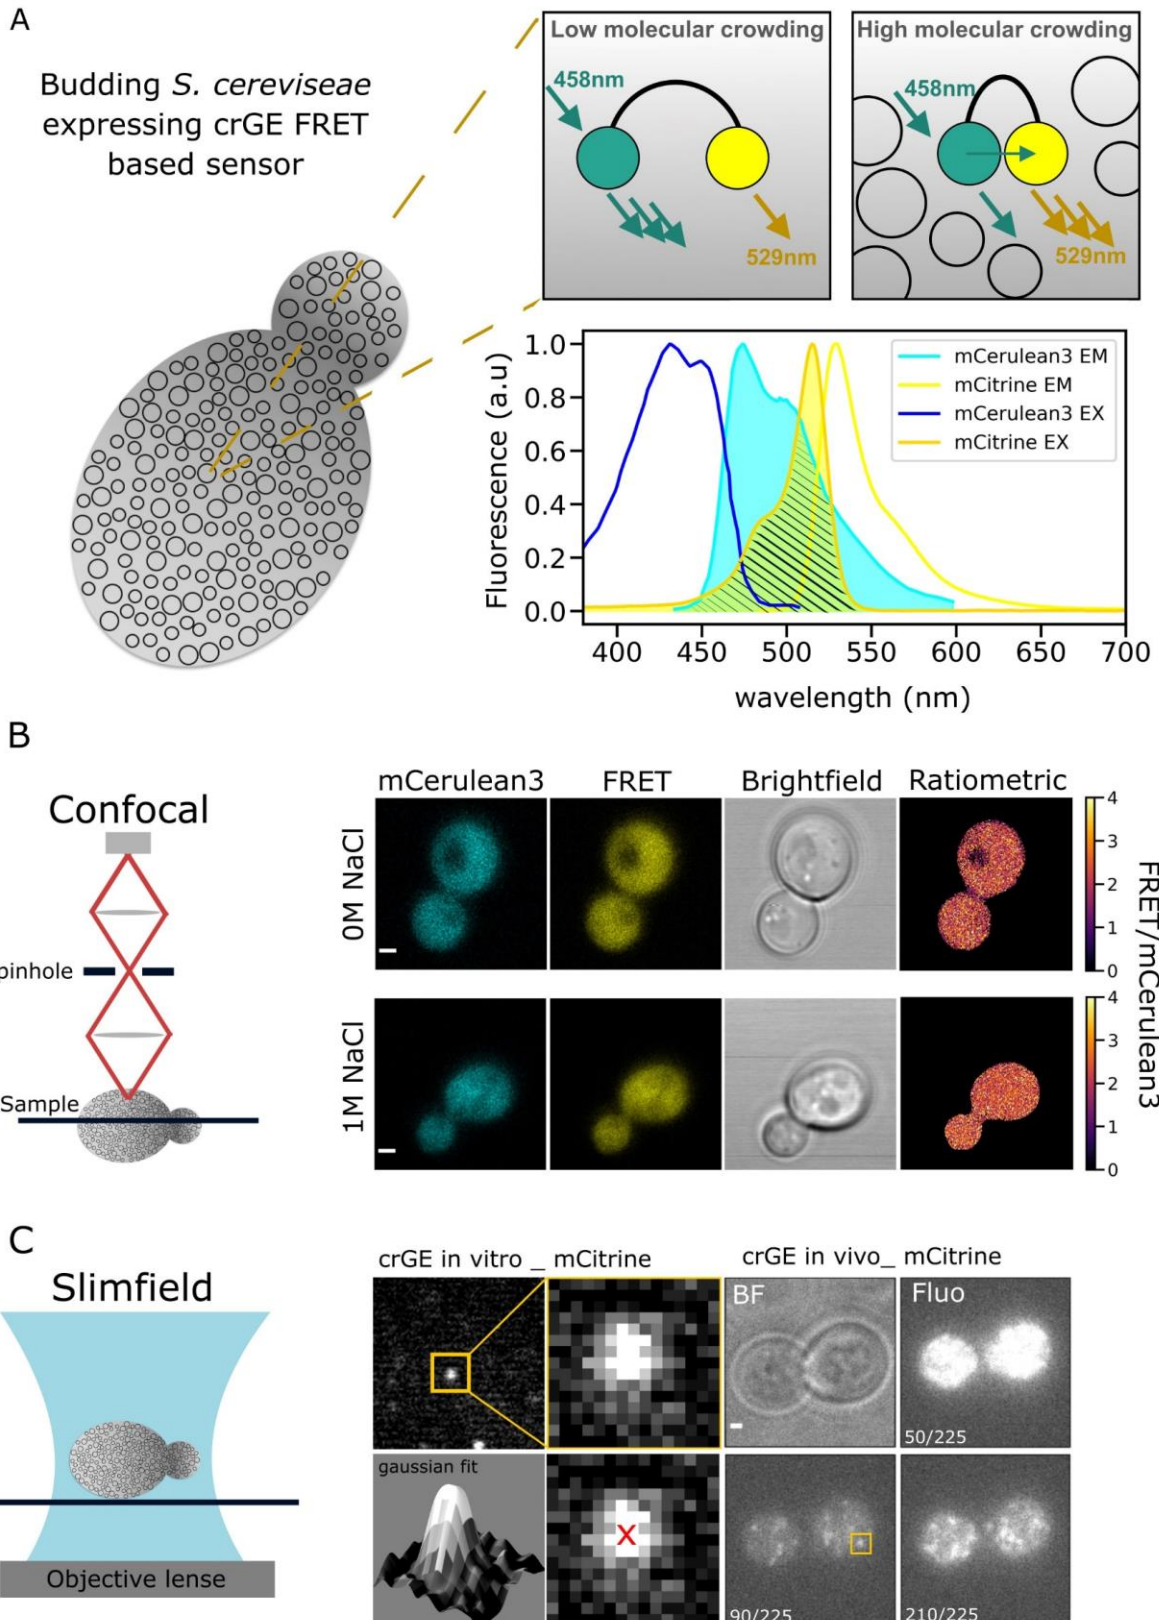 A
Budding S. cereviseae
expressing crGE FRET
based sensor
Low molecular crowding
458nm
529nm
High molecular crowding
458nm
529nm
Fluorescence (a.u)
1.0
0.8
0.6
0.4
0.2
0.0
mCerulean3 EM
mCitrine EM
mCerulean3 EX
mCitrine EX
400 450 500 550 600 650 700
wavelength (nm)
B
Confocal
pinhole
Sample
mCerulean3 FRET Brightfield Ratiometric
0M NaCl
4
3
2
1
0
1M NaCl
4
3
2
1
0
FRET/mCerulean3
C
Slimfield
Objective lense
crGE in vitro _ mCitrine
crGE in vivo_ mCitrine
BF
Fluo
50/225
gaussian fit
X
90/225
210/225